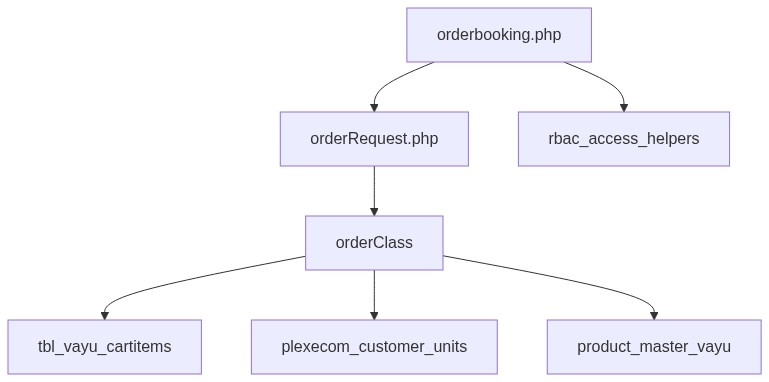 orderbooking.php
orderRequest.php
rbac_access_helpers
orderClass
tbl_vayu_cartitems
plexecom_customer_units
product_master_vayu